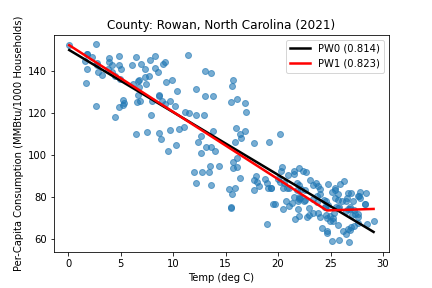 County: Rowan, North Carolina (2021)
PW0 (0.814)
PW1 (0.823)
Per-Capita Consumption (MMBtu/1000 Households)
140
120
100
80
60
0 5 10 15 20 25 30
Temp (deg C)